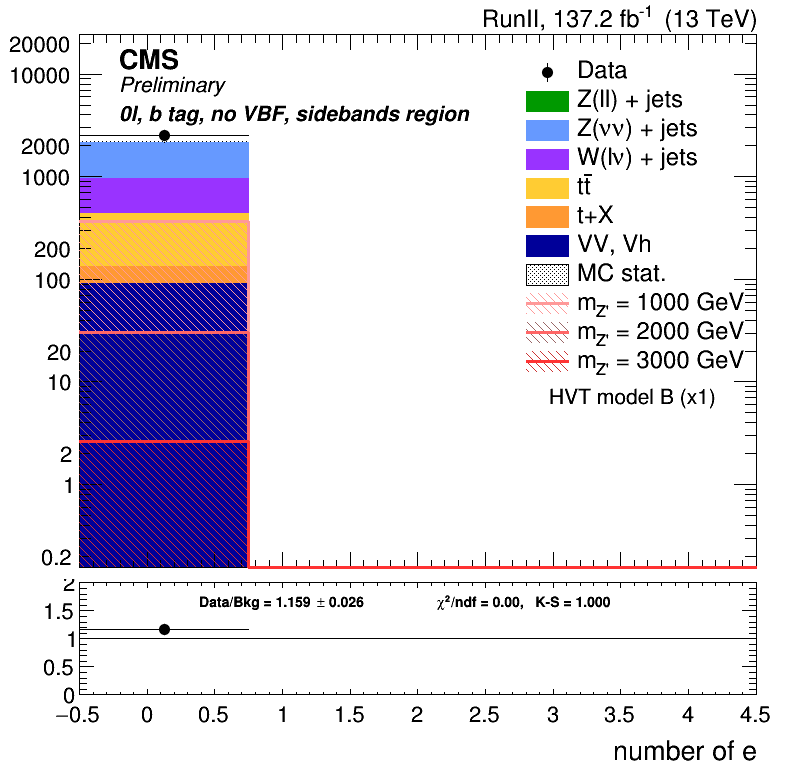 RunII, 137.2 fb⁻¹ (13 TeV)
CMS
Preliminary
0l, b tag, no VBF, sidebands region
Data
Z(ll) + jets
Z(νν) + jets
W(lν) + jets
tt̄
t+X
VV, Vh
MC stat.
m_Z' = 1000 GeV
m_Z' = 2000 GeV
m_Z' = 3000 GeV
HVT model B (x1)
20000
10000
2000
1000
200
100
20
10
2
1
0.2
Data/Bkg = 1.159 ± 0.026 χ²/ndf = 0.00, K-S = 1.000
2
1.5
1
0.5
0
−0.5 0 0.5 1 1.5 2 2.5 3 3.5 4 4.5
number of e